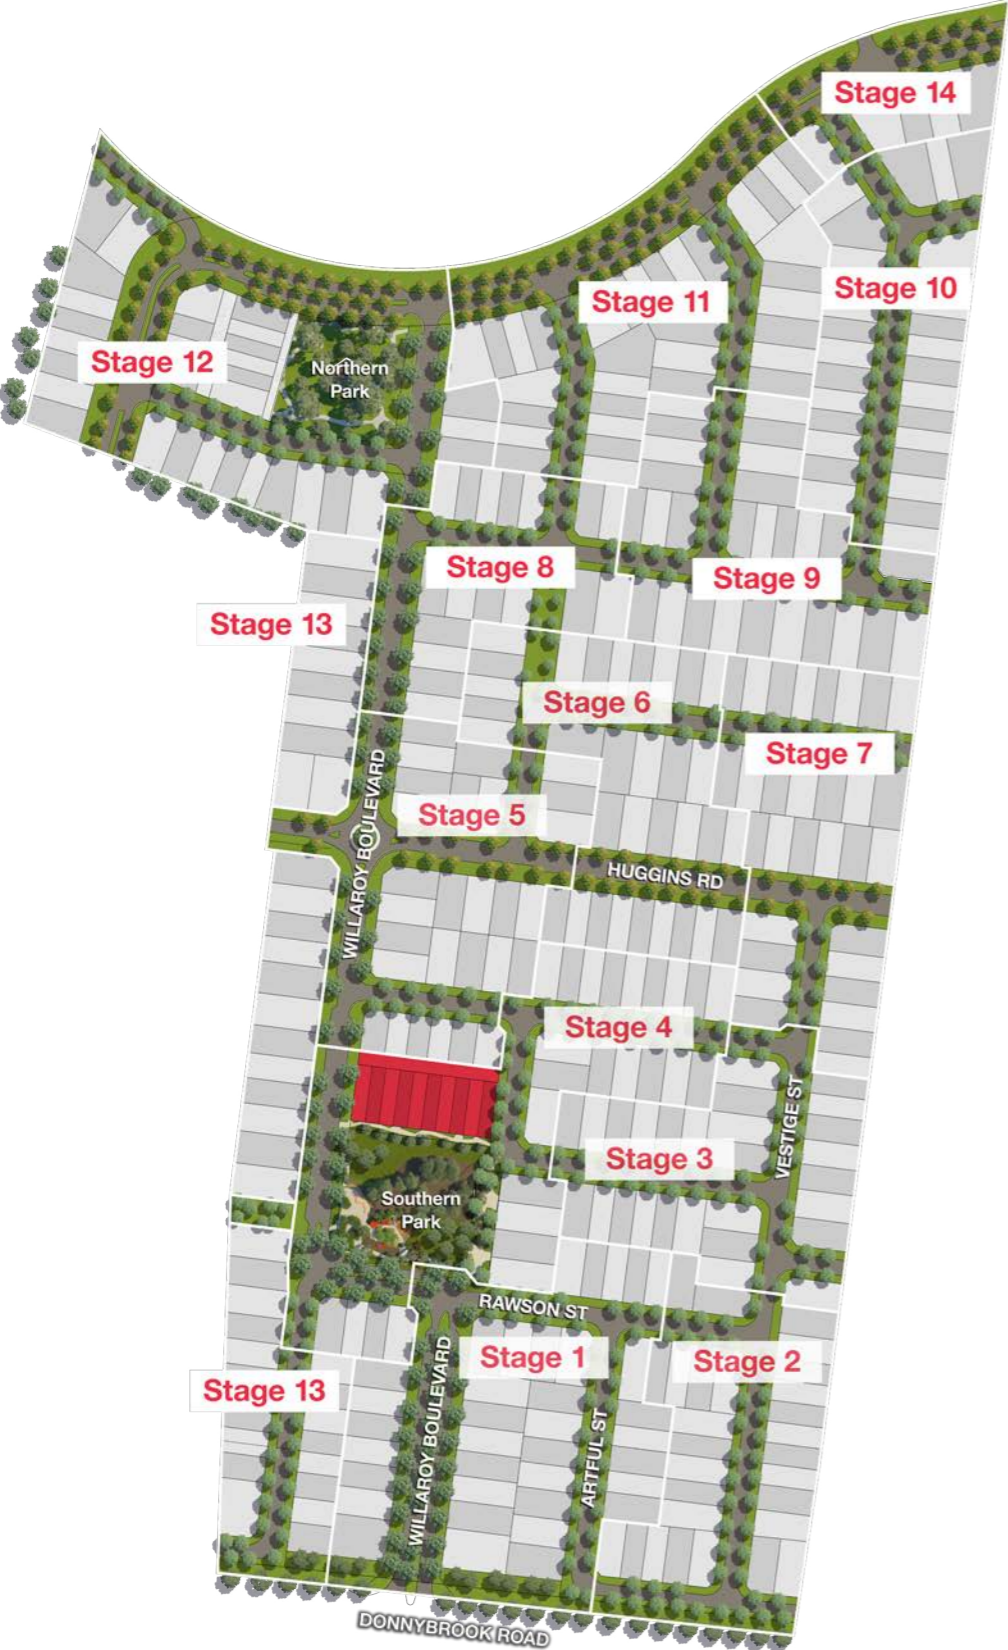 Stage 14
Stage 10
Stage 11
Stage 12
Northern
Park
Stage 8
Stage 9
Stage 13
Stage 6
Stage 7
WILLAROY BOULEVARD
Stage 5
HUGGINS RD
Stage 4
VESTIGE ST
Stage 3
Southern
Park
RAWSON ST
Stage 1
Stage 2
Stage 13
WILLAROY BOULEVARD
ARTFUL ST
DONNYBROOK ROAD